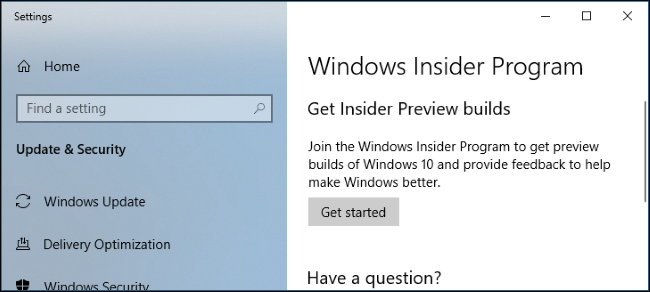 Settings
Home
Find a setting
Update & Security
Windows Update
Delivery Optimization
Windows Security
Windows Insider Program
Get Insider Preview builds
Join the Windows Insider Program to get preview
builds of Windows 10 and provide feedback to help
make Windows better.
Get started
Have a question?